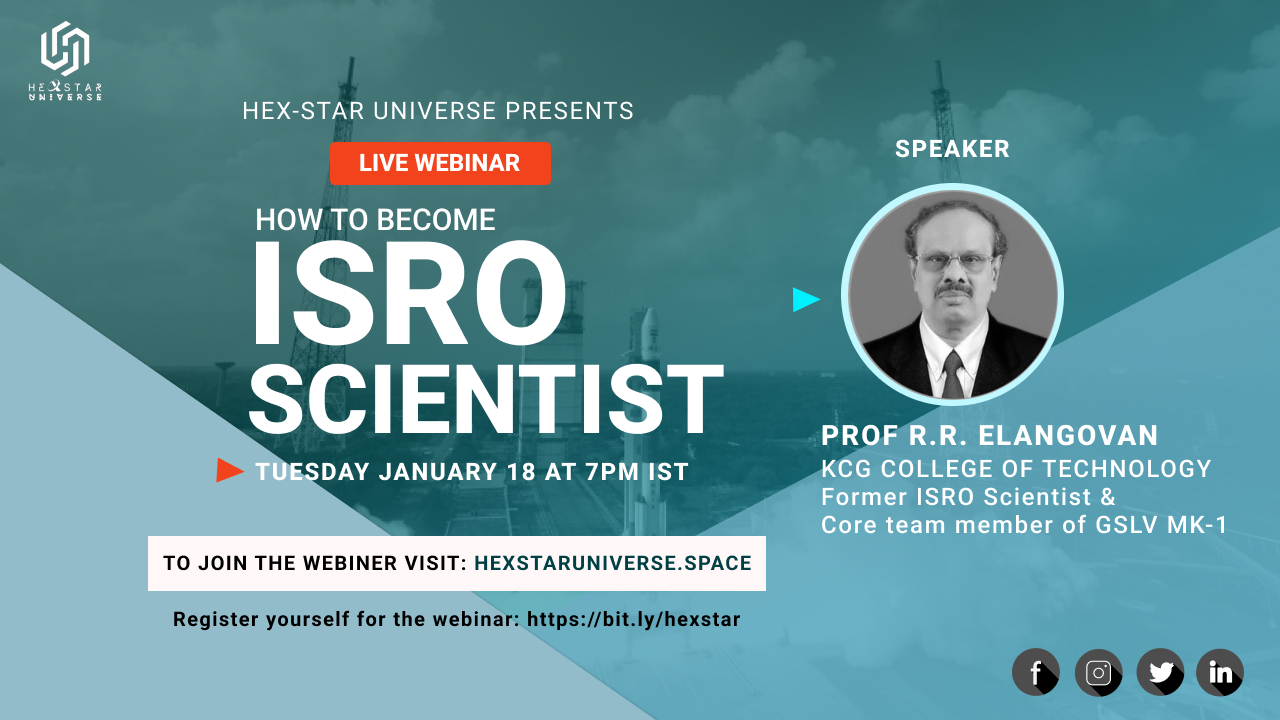 HEXSTAR
UNIVERSE
HEX-STAR UNIVERSE PRESENTS
LIVE WEBINAR
HOW TO BECOME
ISRO
SCIENTIST
TUESDAY JANUARY 18 AT 7PM IST
TO JOIN THE WEBINER VISIT: HEXSTARUNIVERSE.SPACE
Register yourself for the webinar: https://bit.ly/hexstar
SPEAKER
PROF R.R. ELANGOVAN
KCG COLLEGE OF TECHNOLOGY
Former ISRO Scientist &
Core team member of GSLV MK-1